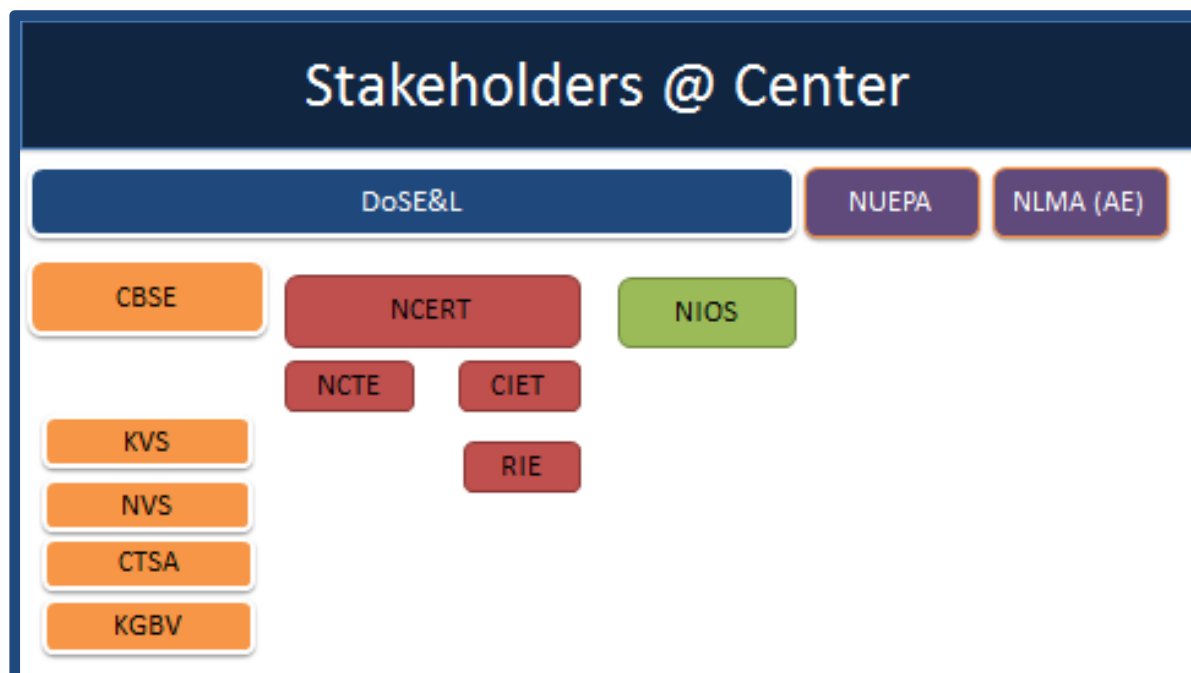 Stakeholders @ Center
DoSE&L
NUEPA
NLMA (AE)
CBSE
NCERT
NIOS
NCTE
CIET
KVS
RIE
NVS
CTSA
KGBV